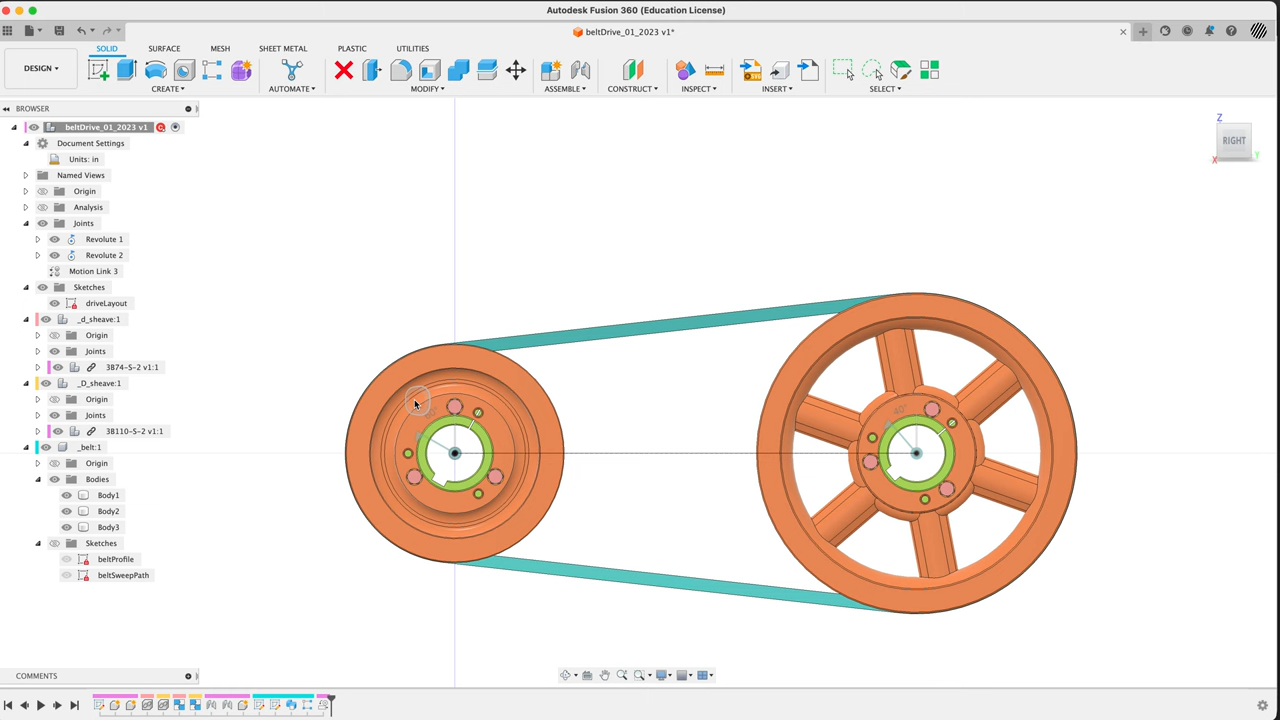 Autodesk Fusion 360 (Education License)
beltDrive_01_2023 v1*
SOLID SURFACE MESH SHEET METAL PLASTIC UTILITIES
DESIGN
CREATE AUTOMATE MODIFY ASSEMBLE CONSTRUCT INSPECT INSERT SELECT
BROWSER
beltDrive_01_2023 v1
Document Settings
Units: in
Named Views
Origin
Analysis
Joints
Revolute 1
Revolute 2
Motion Link 3
Sketches
driveLayout
_d_sheave:1
Origin
Joints
3B74-S-2 v1:1
_D_sheave:1
Origin
Joints
3B110-S-2 v1:1
_belt:1
Origin
Bodies
Body1
Body2
Body3
Sketches
beltProfile
beltSweepPath
Z
RIGHT
X
Y
40°
COMMENTS